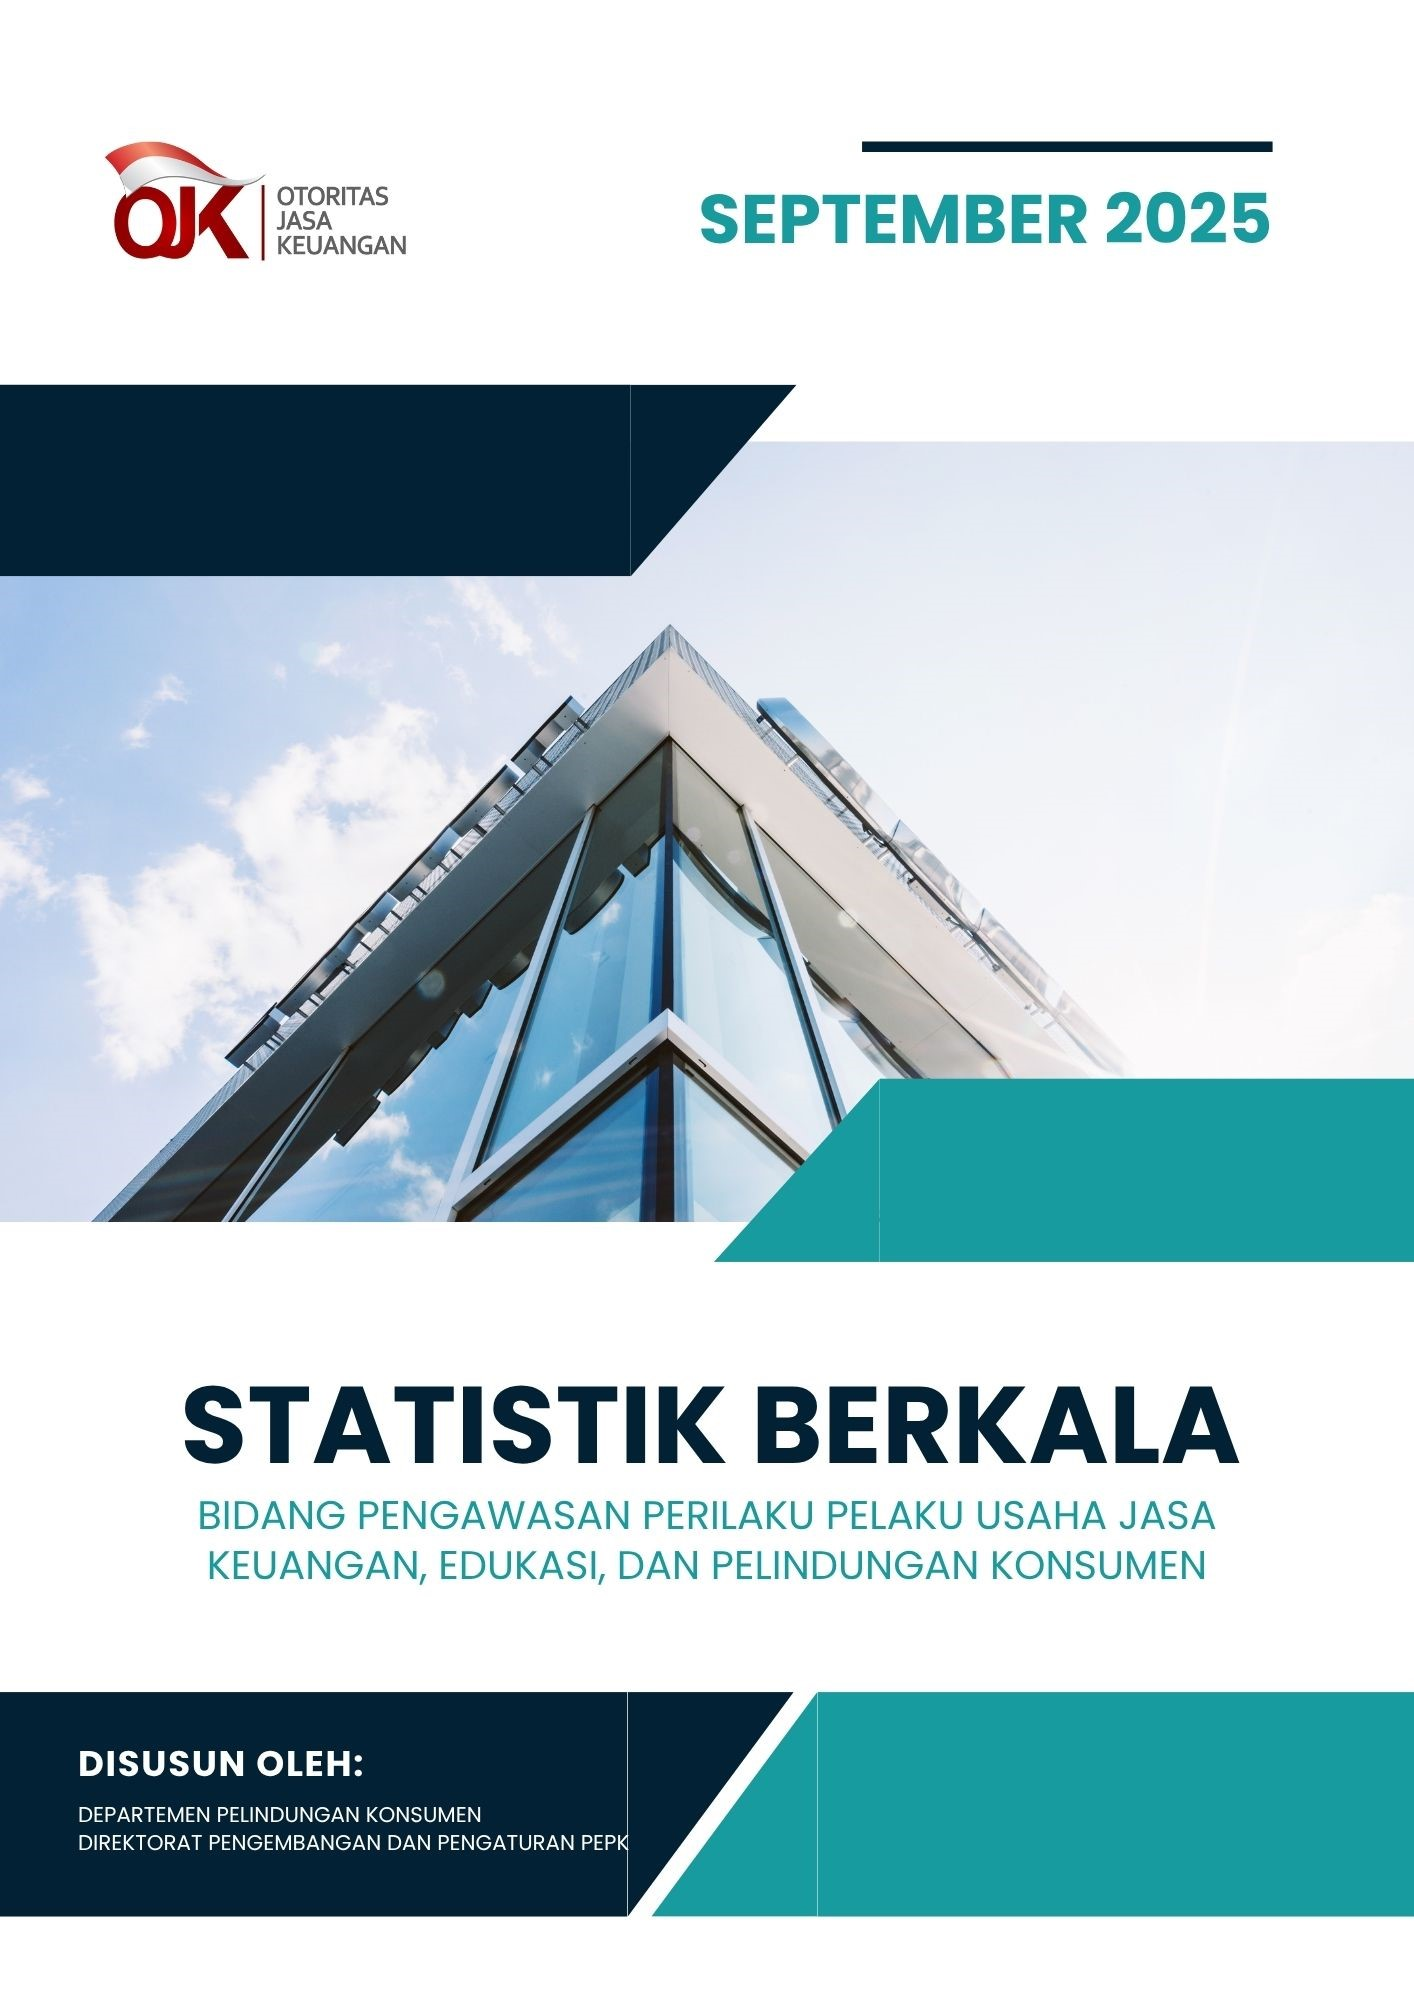 OJK
OTORITAS
JASA
KEUANGAN
SEPTEMBER 2025
STATISTIK BERKALA
BIDANG PENGAWASAN PERILAKU PELAKU USAHA JASA
KEUANGAN, EDUKASI, DAN PELINDUNGAN KONSUMEN
DISUSUN OLEH:
DEPARTEMEN PELINDUNGAN KONSUMEN
DIREKTORAT PENGEMBANGAN DAN PENGATURAN PEPK